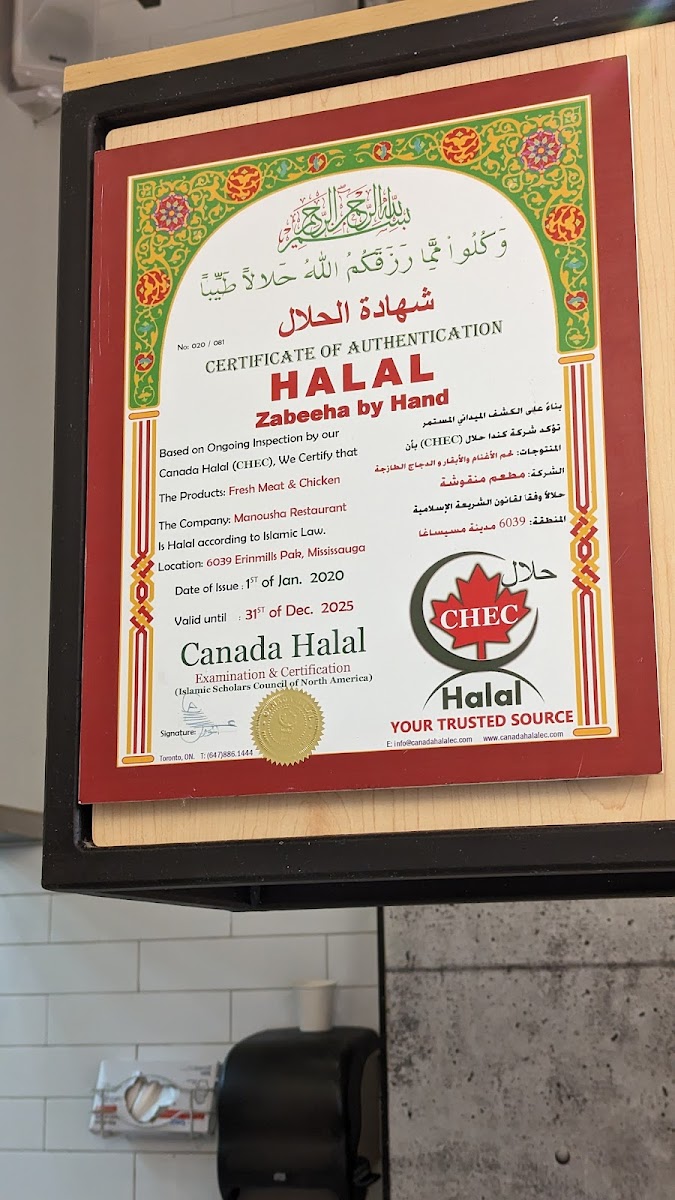 بسم الله الرحمن الرحيم
وَكُلُوا مِمَّا رَزَقَكُمُ اللهُ حَلالاً طَيِّباً
شهادة الحلال
No: 020 / 081
CERTIFICATE OF AUTHENTICATION
HALAL
Zabeeha by Hand
Based on Ongoing Inspection by our
Canada Halal (CHEC), We Certify that
The Products: Fresh Meat & Chicken
The Company: Manousha Restaurant
Is Halal according to Islamic Law.
Location: 6039 Erinmills Pak, Mississauga
Date of Issue : 1ST of Jan. 2020
Valid until : 31ST of Dec. 2025
بناءً على الكشف الميداني المستمر
تؤكد شركة كندا حلال (CHEC) بأن
المنتوجات: لحم الأغنام والأبقار و الدجاج الطازجة
الشركة: مطعم منقوشة
حلالاً وفقا لقانون الشريعة الإسلامية
المنطقة: 6039 مدينة مسيساغا
Canada Halal
Examination & Certification
(Islamic Scholars Council of North America)
Signature:
Toronto, ON. T: (647)886.1444
حلال
CHEC
Halal
YOUR TRUSTED SOURCE
E: info@canadahalalec.com www.canadahalalec.com